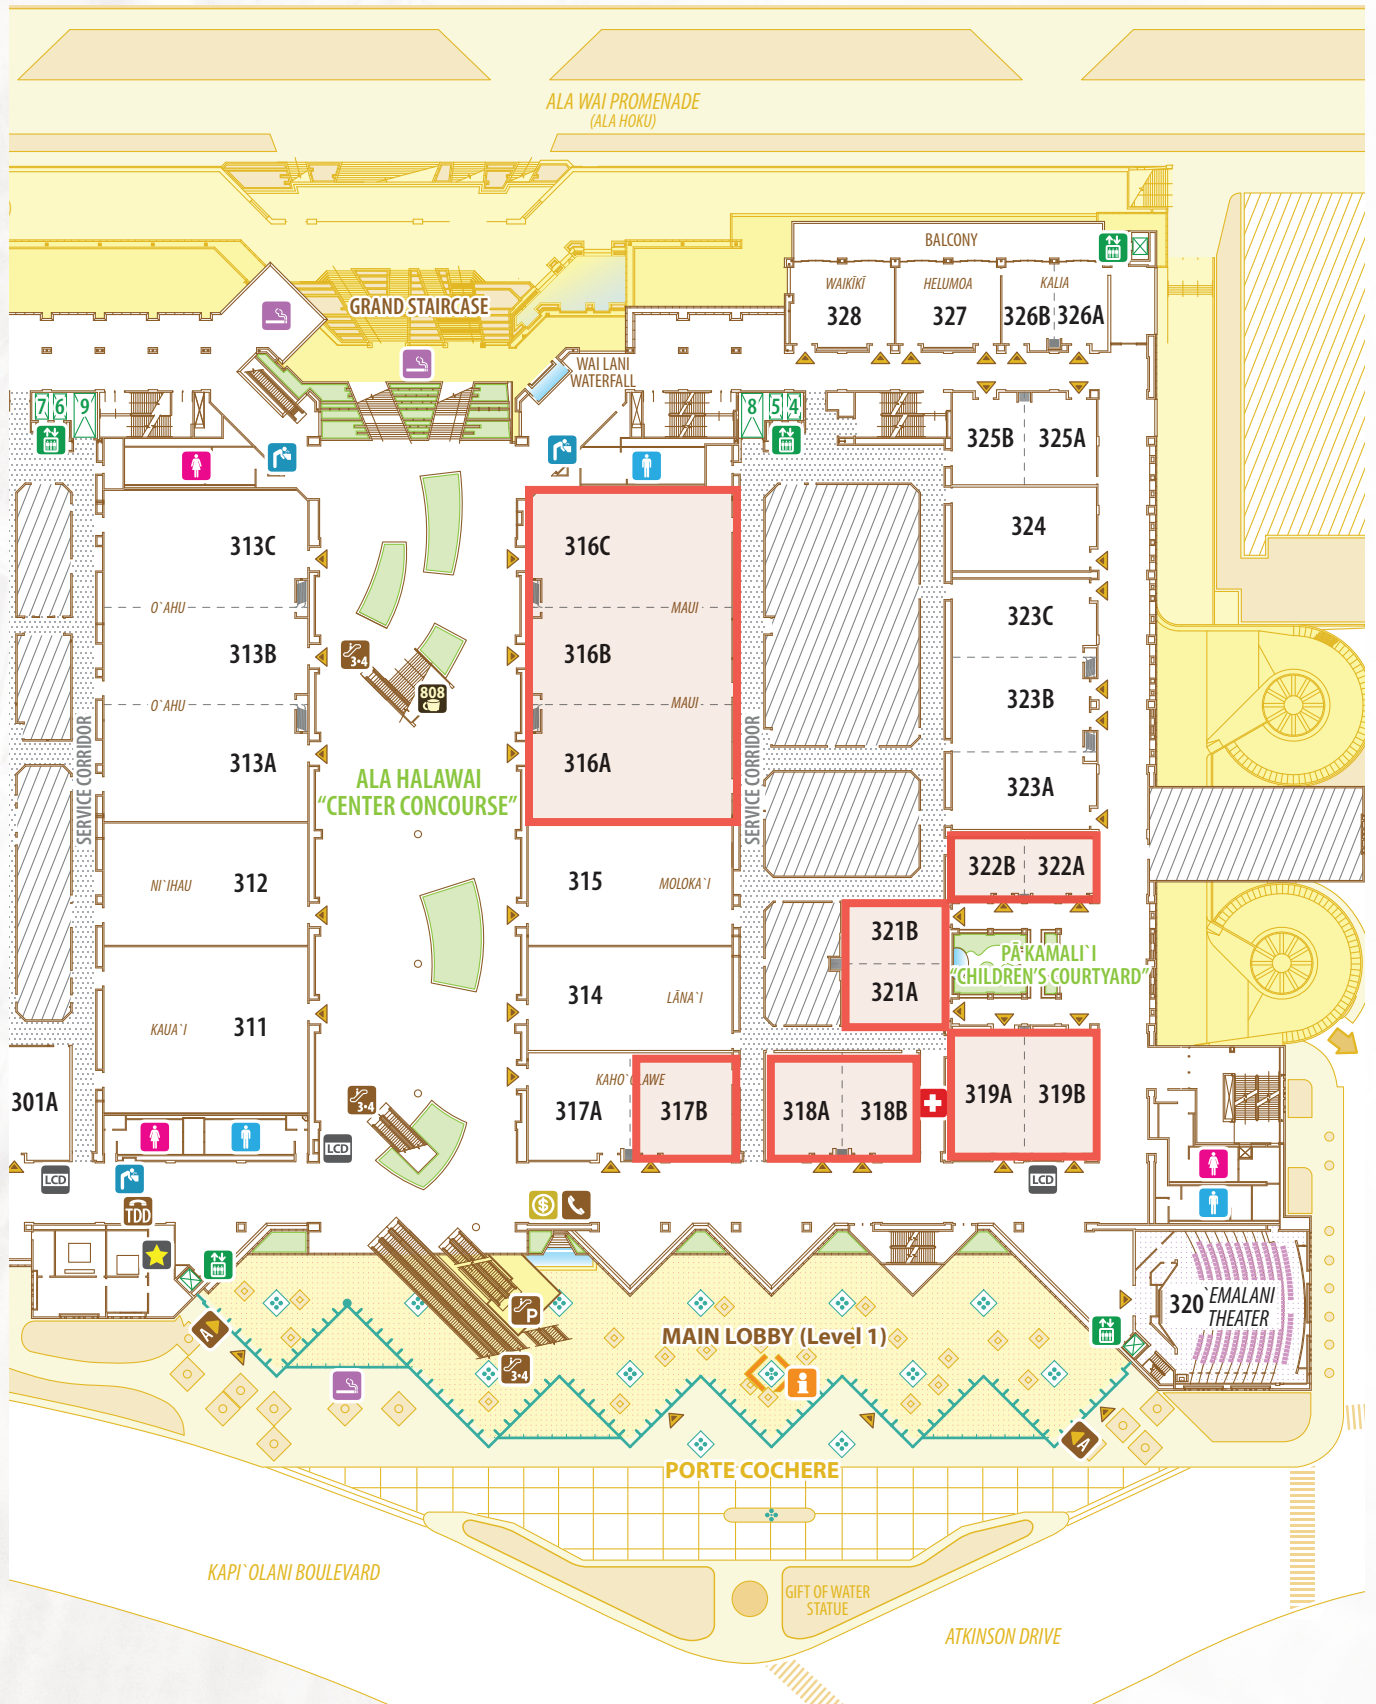 ALA WAI PROMENADE
(ALA HOKU)
BALCONY
WAIKĪKĪ
HELUMOA
KALIA
328
327
326B
326A
GRAND STAIRCASE
WAI LANI
WATERFALL
7
6
9
8
5
4
325B
325A
313C
316C
324
O`AHU
MAUI
323C
313B
316B
3•4
808
O`AHU
MAUI
323B
313A
316A
323A
SERVICE CORRIDOR
SERVICE CORRIDOR
ALA HALAWAI
“CENTER CONCOURSE”
322B
322A
NI`IHAU
312
315
MOLOKA`I
321B
PĀ KAMALI`I
“CHILDREN’S COURTYARD”
321A
314
LĀNA`I
KAUA`I
311
KAHO`OLAWE
301A
3•4
317A
317B
318A
318B
319A
319B
LCD
LCD
LCD
TDD
$
P
3•4
A
MAIN LOBBY (Level 1)
i
320
`EMALANI
THEATER
A
PORTE COCHERE
KAPI`OLANI BOULEVARD
GIFT OF WATER
STATUE
ATKINSON DRIVE